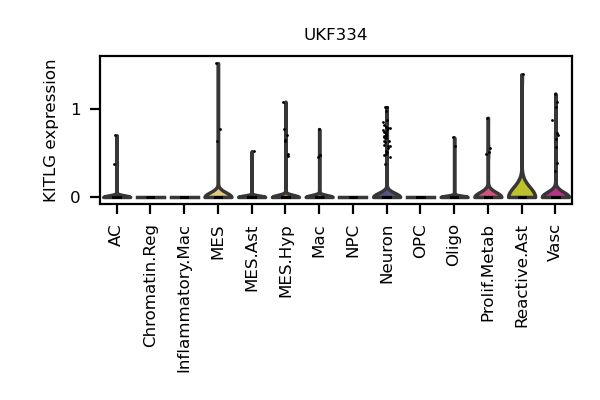 UKF334
KITLG expression
1
0
AC
Chromatin.Reg
Inflammatory.Mac
MES
MES.Ast
MES.Hyp
Mac
NPC
Neuron
OPC
Oligo
Prolif.Metab
Reactive.Ast
Vasc